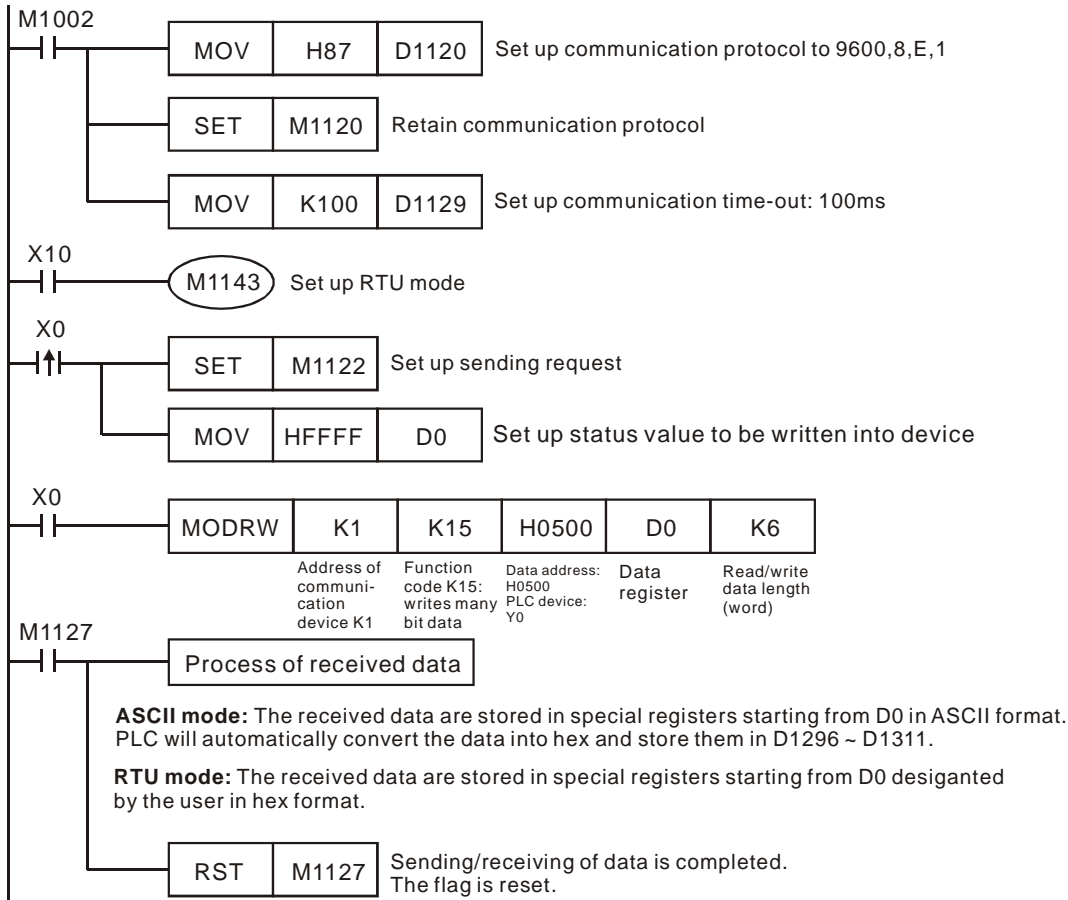 M1002
MOV H87 D1120 Set up communication protocol to 9600,8,E,1
SET M1120 Retain communication protocol
MOV K100 D1129 Set up communication time-out: 100ms
X10
M1143 Set up RTU mode
X0
SET M1122 Set up sending request
MOV HFFFF D0 Set up status value to be written into device
X0
MODRW K1 K15 H0500 D0 K6
Address of
communi-
cation
device K1
Function
code K15:
writes many
bit data
Data address:
H0500
PLC device:
Y0
Data
register
Read/write
data length
(word)
M1127
Process of received data
ASCII mode: The received data are stored in special registers starting from D0 in ASCII format.
PLC will automatically convert the data into hex and store them in D1296 ~ D1311.
RTU mode: The received data are stored in special registers starting from D0 desiganted
by the user in hex format.
RST M1127 Sending/receiving of data is completed.
The flag is reset.